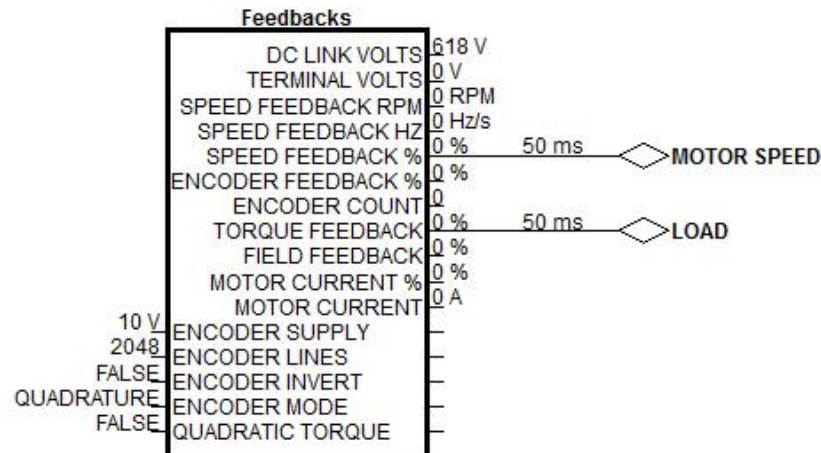 Feedbacks
DC LINK VOLTS 618 V
TERMINAL VOLTS 0 V
SPEED FEEDBACK RPM 0 RPM
SPEED FEEDBACK HZ 0 Hz/s
SPEED FEEDBACK % 0 % 50 ms MOTOR SPEED
ENCODER FEEDBACK % 0 %
ENCODER COUNT 0
TORQUE FEEDBACK 0 % 50 ms LOAD
FIELD FEEDBACK 0 %
MOTOR CURRENT % 0 %
MOTOR CURRENT 0 A
10 V ENCODER SUPPLY
2048 ENCODER LINES
FALSE ENCODER INVERT
QUADRATURE ENCODER MODE
FALSE QUADRATIC TORQUE